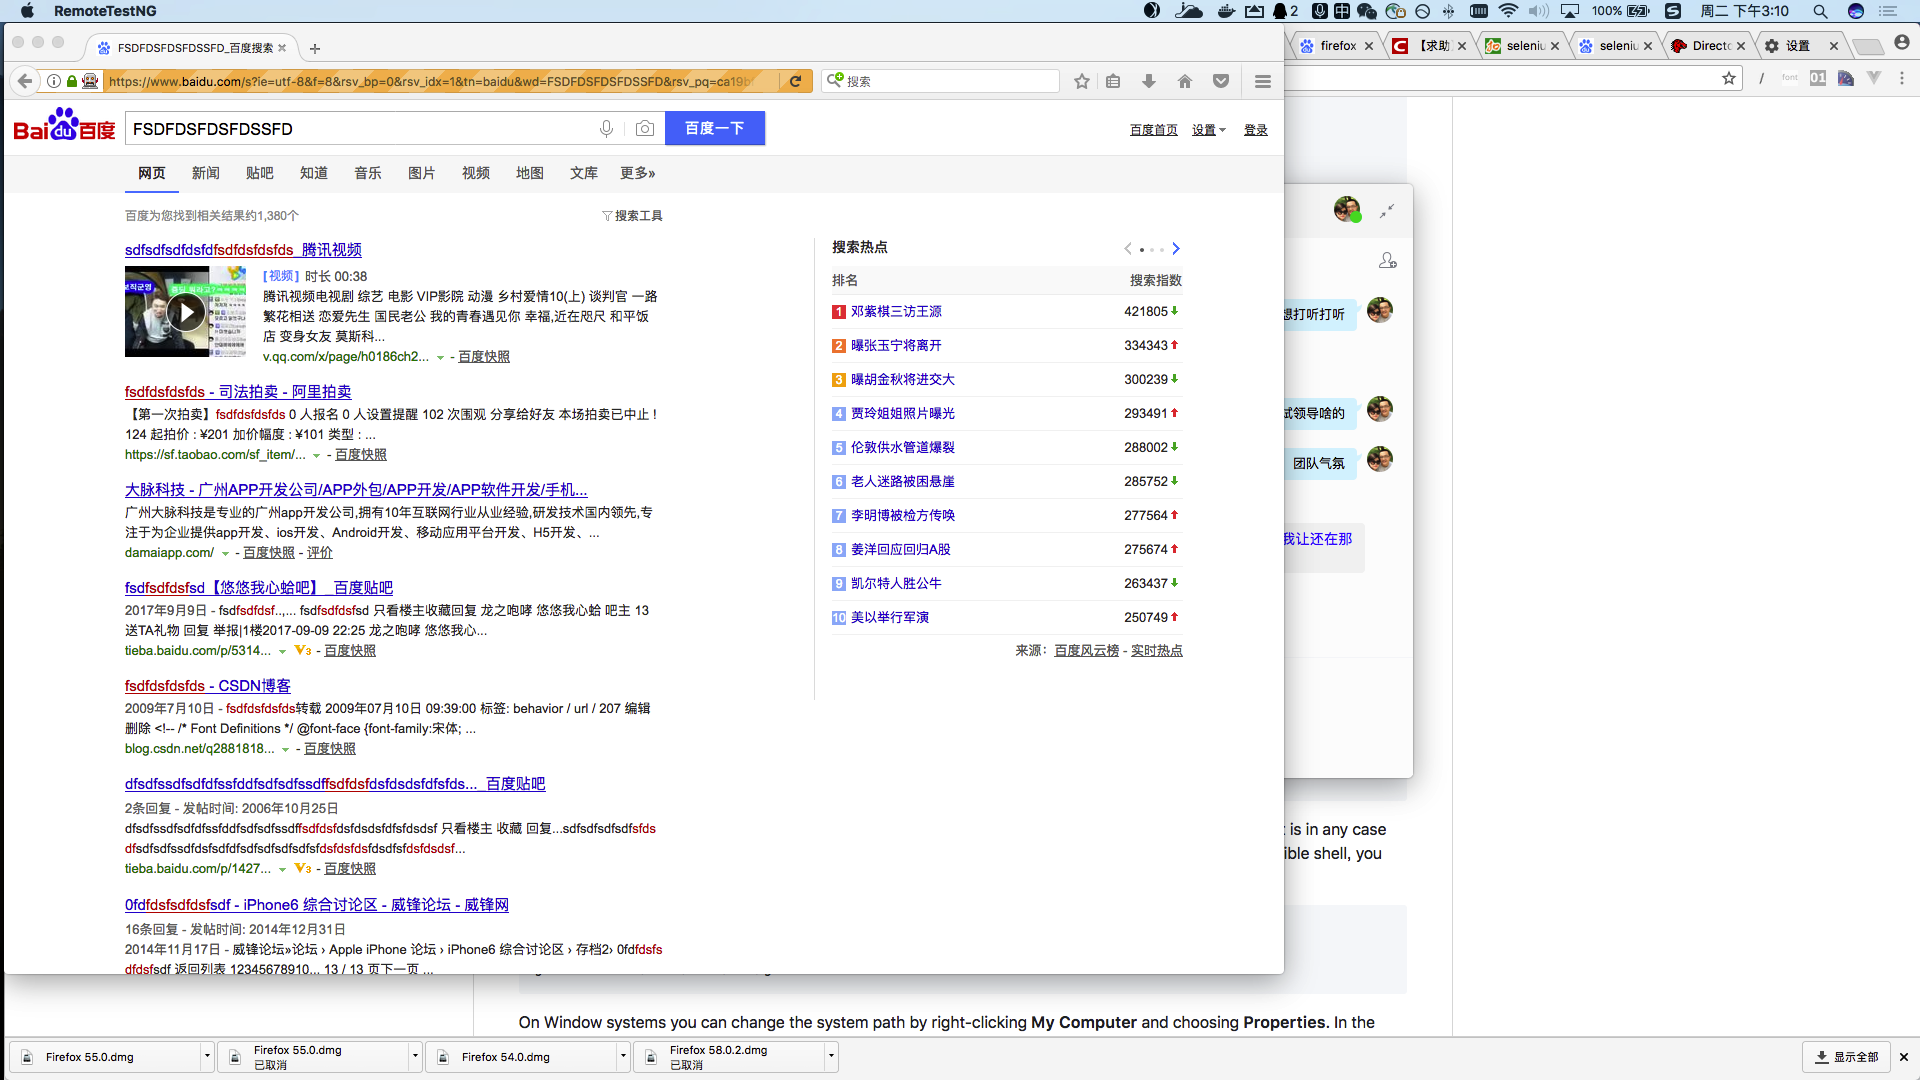 RemoteTestNG
2
100%
周二 下午3:10
FSDFDSFDSFDSSFD_百度搜索
firefox
【求助
seleniu
seleniu
Directo
设置
https://www.baidu.com/s?ie=utf-8&f=8&rsv_bp=0&rsv_idx=1&tn=baidu&wd=FSDFDSFDSFDSSFD&rsv_pq=ca19b
搜索
font
01
Bai du 百度
FSDFDSFDSFDSSFD
百度一下
百度首页 设置 登录
网页 新闻 贴吧 知道 音乐 图片 视频 地图 文库 更多»
百度为您找到相关结果约1,380个
搜索工具
sdfsdfsdfdsfdfsdfdsfdsfds_腾讯视频
[视频] 时长 00:38
腾讯视频电视剧 综艺 电影 VIP影院 动漫 乡村爱情10(上) 谈判官 一路
繁花相送 恋爱先生 国民老公 我的青春遇见你 幸福,近在咫尺 和平饭
店 变身女友 莫斯科...
v.qq.com/x/page/h0186ch2... - 百度快照
fsdfdsfdsfds - 司法拍卖 - 阿里拍卖
【第一次拍卖】fsdfdsfdsfds 0 人报名 0 人设置提醒 102 次围观 分享给好友 本场拍卖已中止 !
124 起拍价 : ¥201 加价幅度 : ¥101 类型 : ...
https://sf.taobao.com/sf_item/... - 百度快照
大脉科技 - 广州APP开发公司/APP外包/APP开发/APP软件开发/手机...
广州大脉科技是专业的广州app开发公司,拥有10年互联网行业从业经验,研发技术国内领先,专
注于为企业提供app开发、ios开发、Android开发、移动应用平台开发、H5开发、...
damaiapp.com/ - 百度快照 - 评价
fsdfsdfdsfsd【悠悠我心蛤吧】_百度贴吧
2017年9月9日 - fsdfsdfdsf..,... fsdfsdfdsfsd 只看楼主收藏回复 龙之咆哮 悠悠我心蛤 吧主 13
送TA礼物 回复 举报|1楼2017-09-09 22:25 龙之咆哮 悠悠我心...
tieba.baidu.com/p/5314... V3 - 百度快照
fsdfdsfdsfds - CSDN博客
2009年7月10日 - fsdfdsfdsfds转载 2009年07月10日 09:39:00 标签: behavior / url / 207 编辑
删除 <!-- /* Font Definitions */ @font-face {font-family:宋体; ...
blog.csdn.net/q2881818... - 百度快照
dfsdfssdfsdfdfssfddfsdfsdfssdffsdfdsfdsfdsdsfdfsfds..._百度贴吧
2条回复 - 发帖时间: 2006年10月25日
dfsdfssdfsdfdfssfddfsdfsdfssdffsdfdsfdsfdsdsfdfsfdsdsf 只看楼主 收藏 回复...sdfsdfsdfsdfsfds
dfsdfsdfssdfdsfdfsdfsdfsdfsdfsdfdsfdsfdsfdsdfsfdsfdsdsf...
tieba.baidu.com/p/1427... V3 - 百度快照
0fdfdsfsdfdsfsdf - iPhone6 综合讨论区 - 威锋论坛 - 威锋网
16条回复 - 发帖时间: 2014年12月31日
2014年11月17日 - 威锋论坛»论坛 › Apple iPhone 论坛 › iPhone6 综合讨论区 › 存档2› 0fdfdsfs
dfdsfsdf 返回列表 12345678910... 13 / 13 页下一页 ...
搜索热点
排名 搜索指数
1 邓紫棋三访王源 421805
2 曝张玉宁将离开 334343
3 曝胡金秋将进交大 300239
4 贾玲姐姐照片曝光 293491
5 伦敦供水管道爆裂 288002
6 老人迷路被困悬崖 285752
7 李明博被检方传唤 277564
8 姜洋回应回归A股 275674
9 凯尔特人胜公牛 263437
10 美以举行军演 250749
来源：百度风云榜 - 实时热点
想打听打听
试领导啥的
团队气氛
我让还在那
t is in any case
ible shell, you
On Window systems you can change the system path by right-clicking My Computer and choosing Properties. In the
Firefox 55.0.dmg
Firefox 55.0.dmg
已取消
Firefox 54.0.dmg
Firefox 58.0.2.dmg
已取消
显示全部